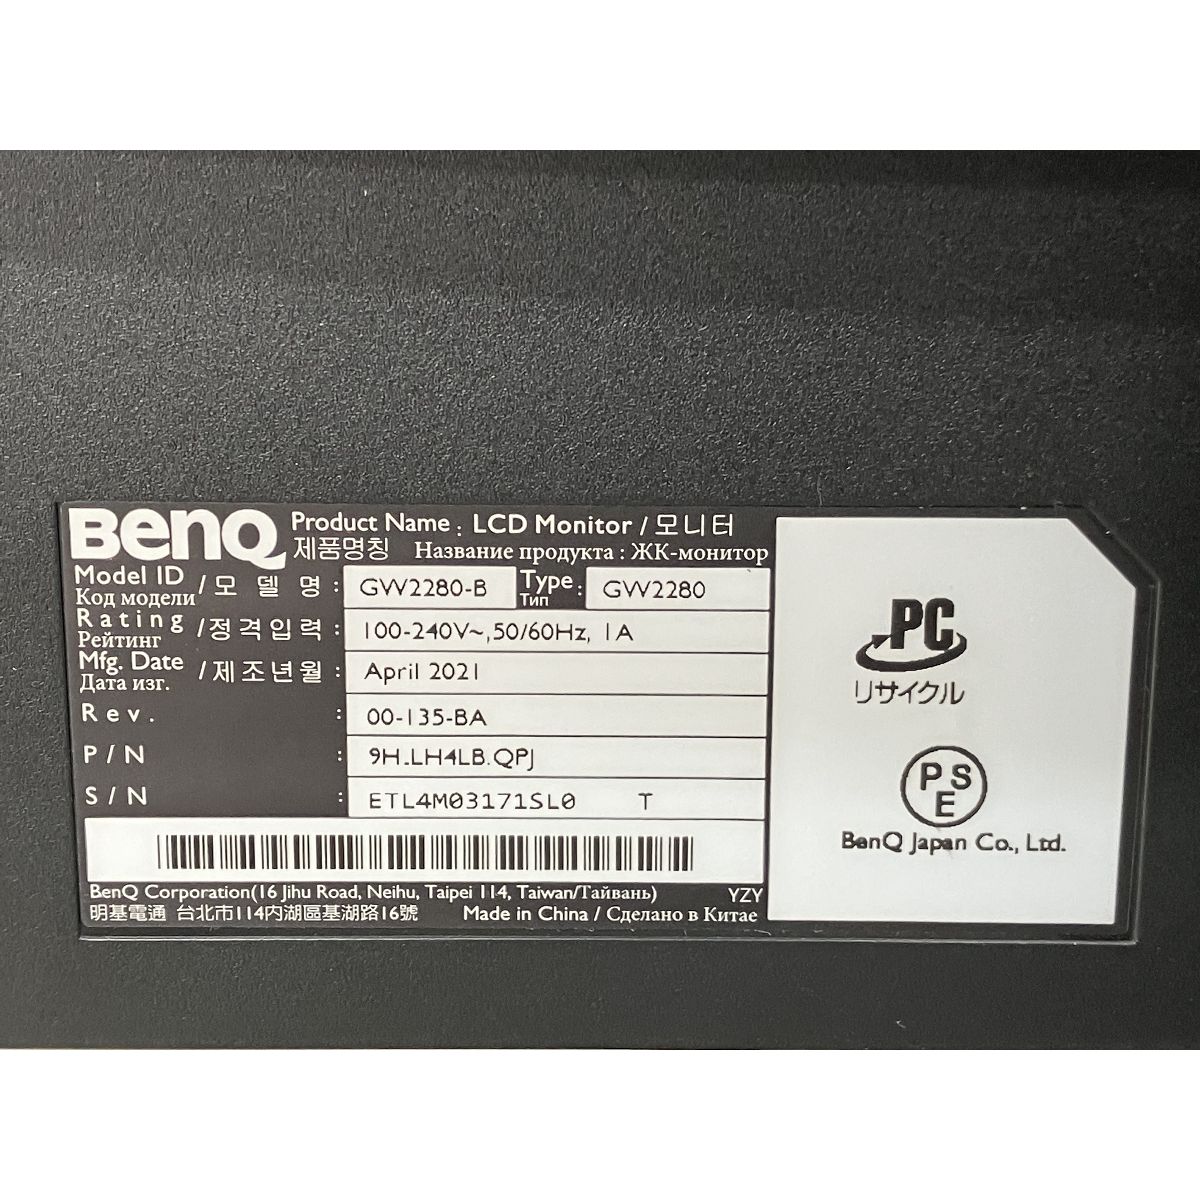 BenQ Product Name : LCD Monitor / 모니터
제품명칭 Название продукта : ЖК-монитор
Model ID / 모 델 명 : GW2280-B Type : GW2280
Код модели Тип
Rating / 정격입력 : 100-240V~,50/60Hz, 1A
Рейтинг
Mfg. Date / 제조년월 : April 2021
Дата изг.
Rev. : 00-135-BA
P/N : 9H.LH4LB.QPJ
S/N : ETL4M03171SL0 T
BenQ Corporation(16 Jihu Road, Neihu, Taipei 114, Taiwan/Тайвань) YZY
明基電通 台北市114内湖區基湖路16號 Made in China / Сделано в Китае
PC
リサイクル
PSE
BenQ Japan Co., Ltd.